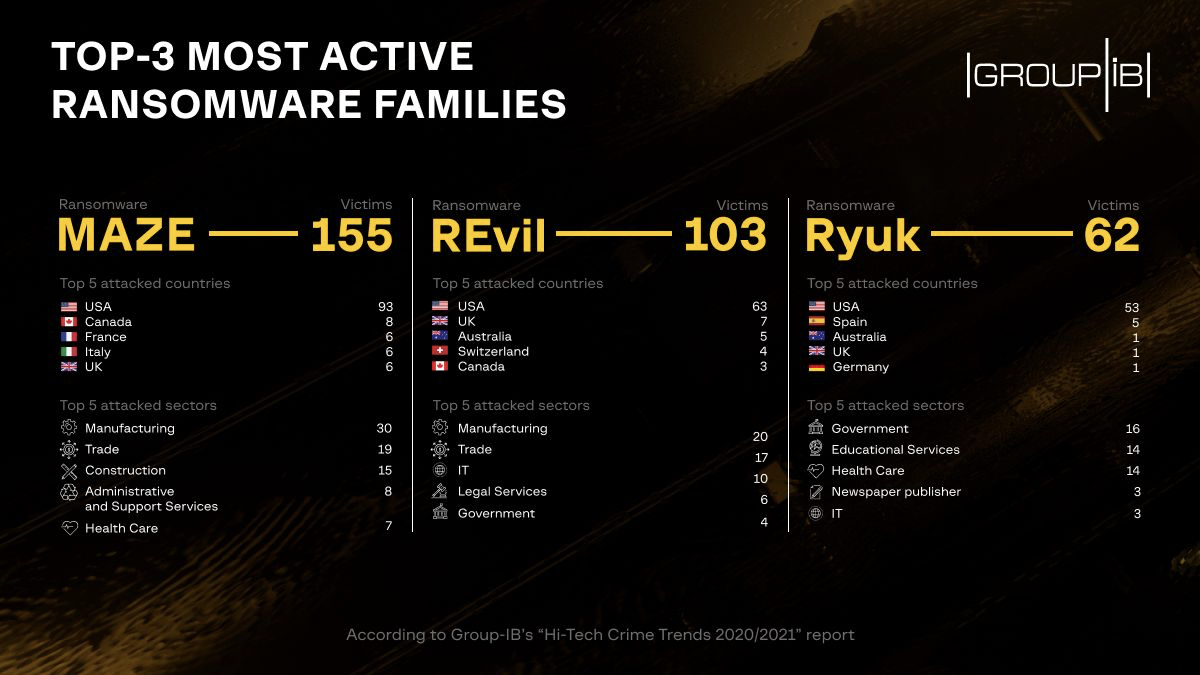 TOP-3 MOST ACTIVE
RANSOMWARE FAMILIES
GROUP|iB
Ransomware Victims
MAZE 155
Top 5 attacked countries
USA 93
Canada 8
France 6
Italy 6
UK 6
Top 5 attacked sectors
Manufacturing 30
Trade 19
Construction 15
Administrative 8
and Support Services
Health Care 7
Ransomware Victims
REvil 103
Top 5 attacked countries
USA 63
UK 7
Australia 5
Switzerland 4
Canada 3
Top 5 attacked sectors
Manufacturing 20
Trade 17
IT 10
Legal Services 6
Government 4
Ransomware Victims
Ryuk 62
Top 5 attacked countries
USA 53
Spain 5
Australia 1
UK 1
Germany 1
Top 5 attacked sectors
Government 16
Educational Services 14
Health Care 14
Newspaper publisher 3
IT 3
According to Group-IB's “Hi-Tech Crime Trends 2020/2021” report